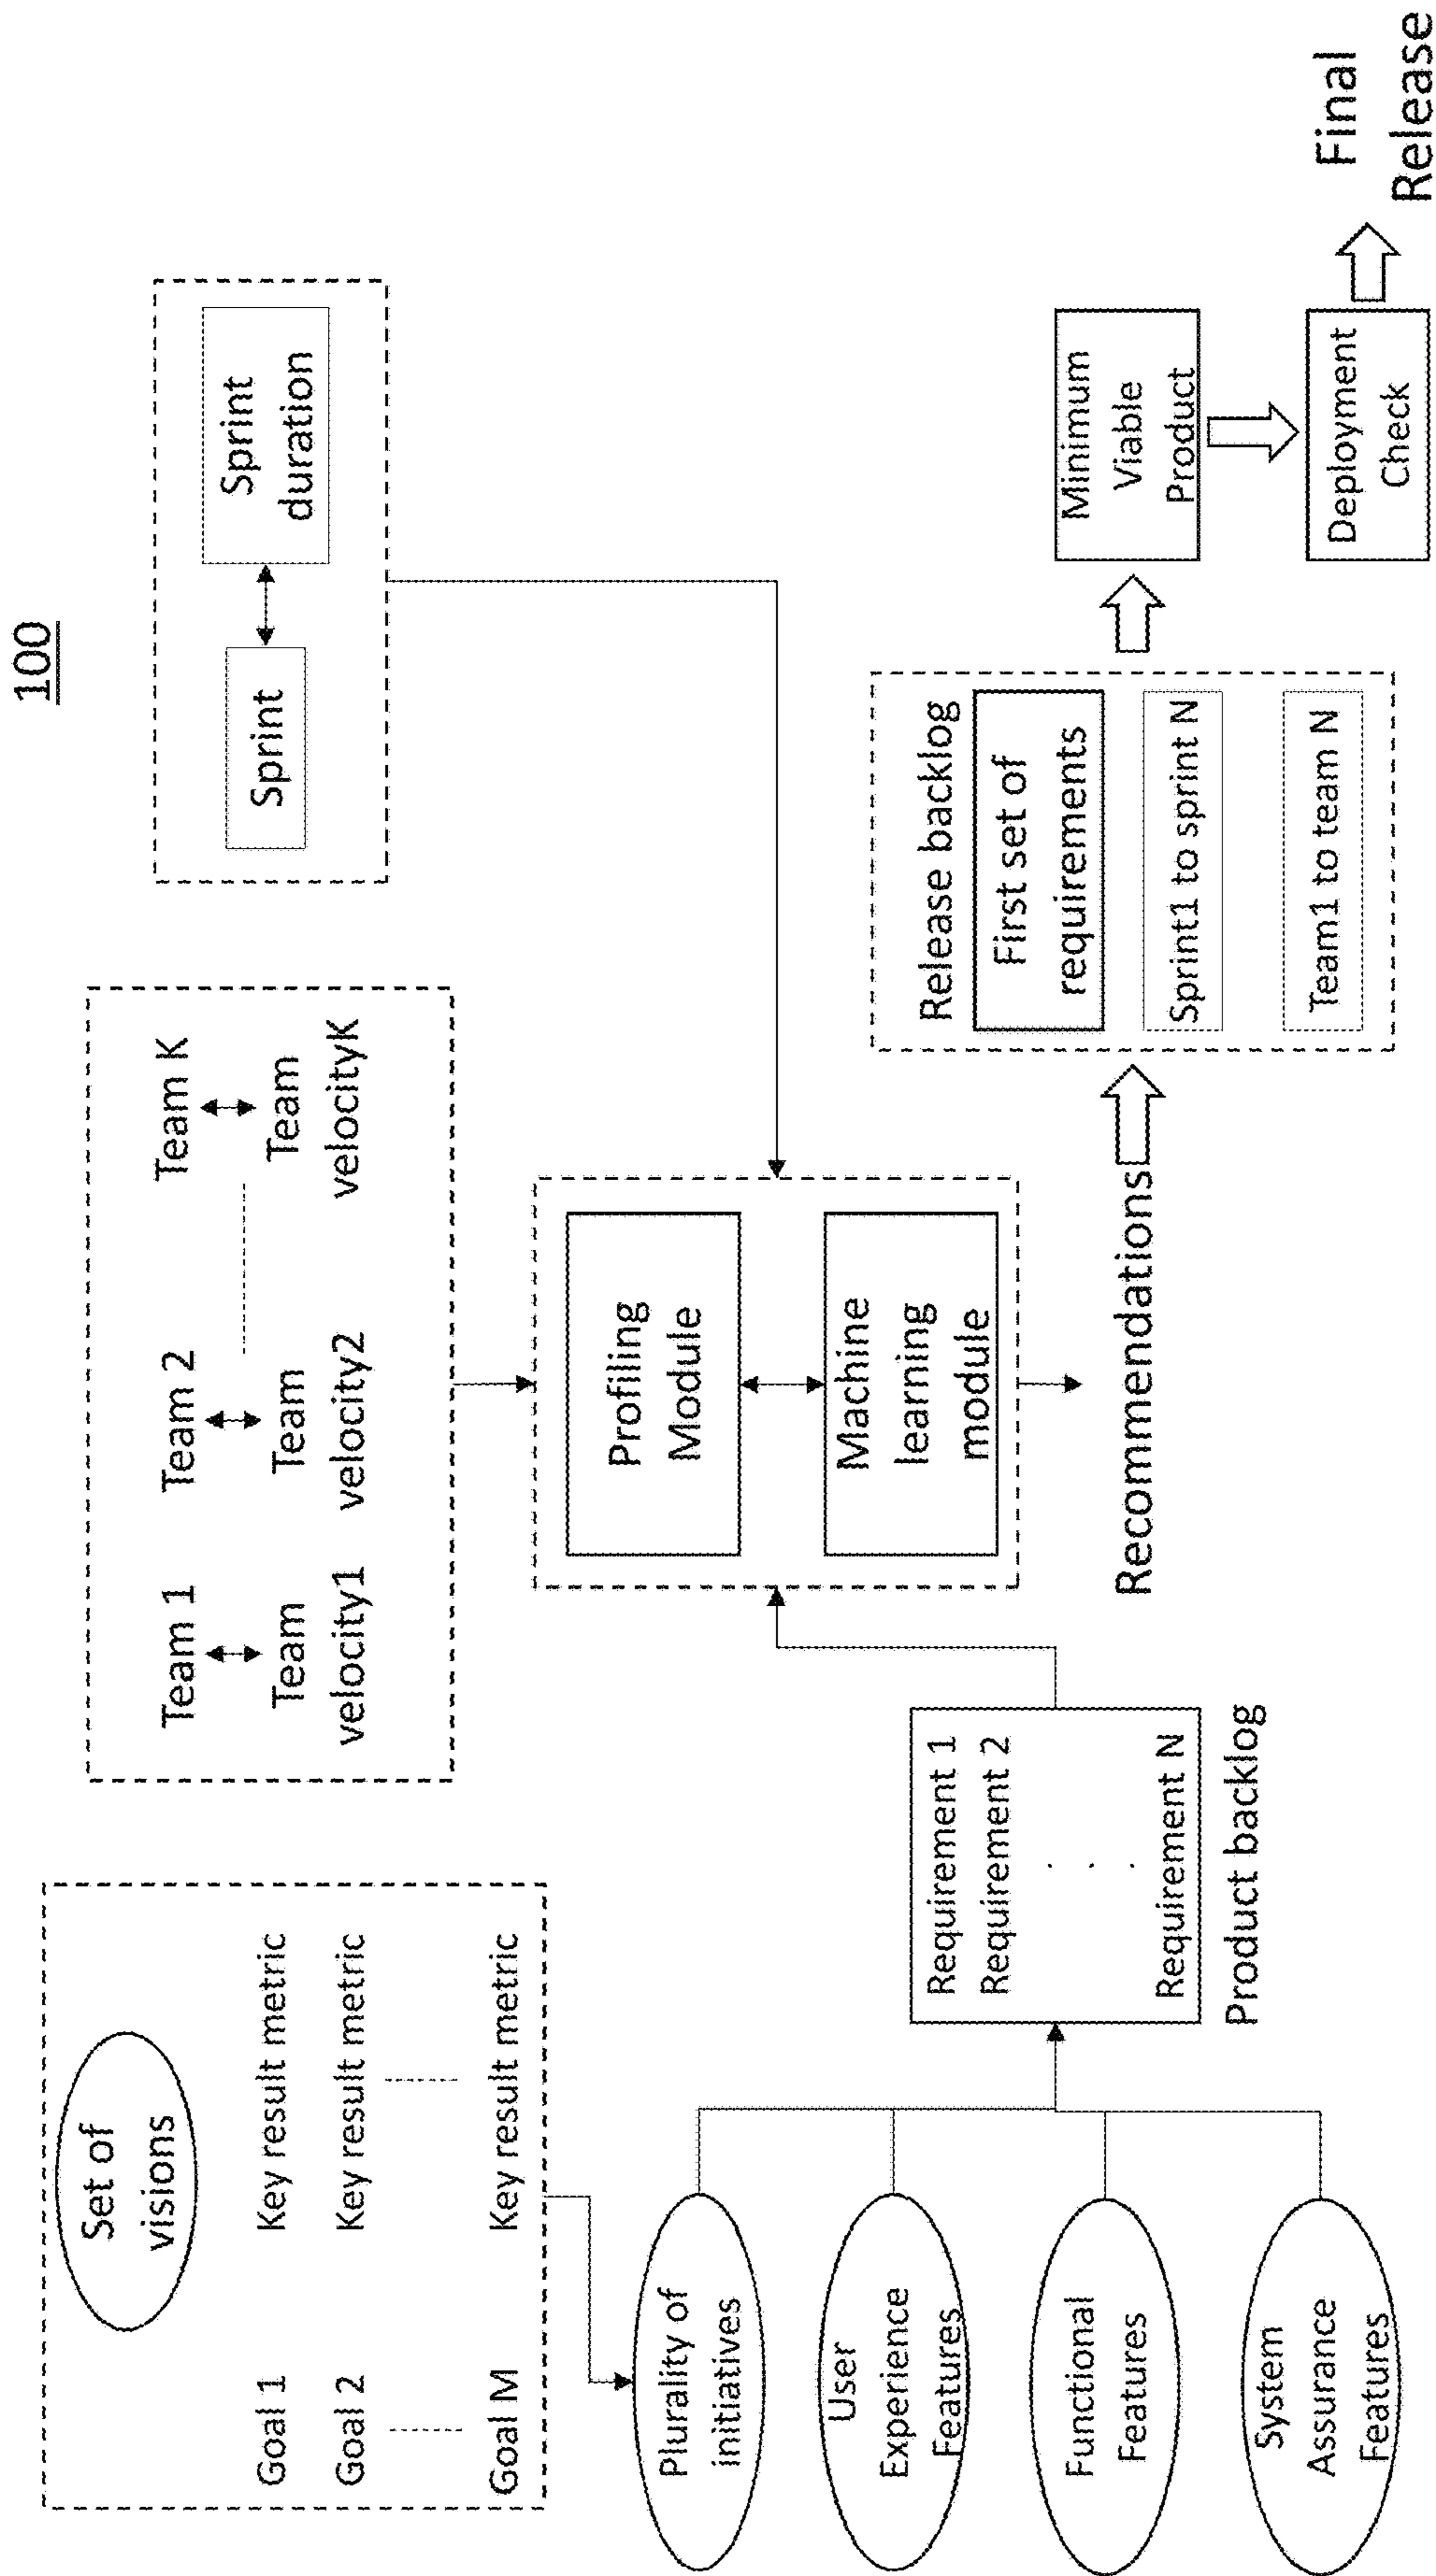 100
Set of
visions
Goal 1
Key result metric
Goal 2
Key result metric
Goal M
Key result metric
Team 1
Team
velocity1
Team 2
Team
velocity2
Team K
Team
velocityK
Sprint
Sprint
duration
Plurality of
initiatives
User
Experience
Features
Functional
Features
System
Assurance
Features
Requirement 1
Requirement 2
Requirement N
Product backlog
Profiling
Module
Machine
learning
module
Recommendations
Release backlog
First set of
requirements
Sprint1 to sprint N
Team1 to team N
Minimum
Viable
Product
Deployment
Check
Final
Release